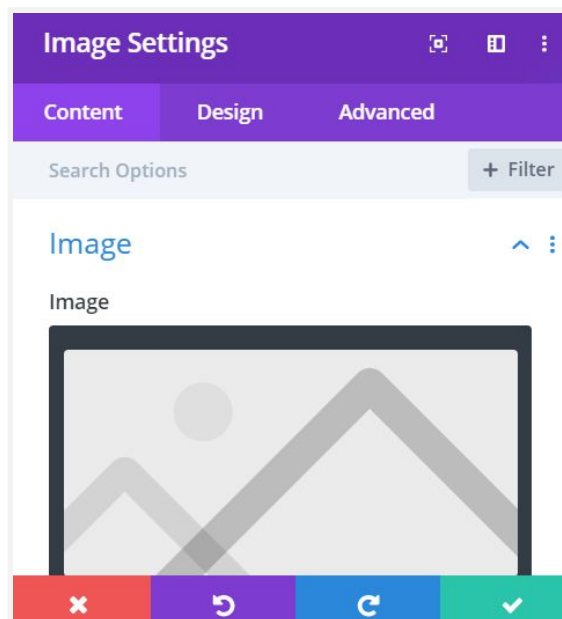 Image Settings
Content Design Advanced
Search Options + Filter
Image
Image